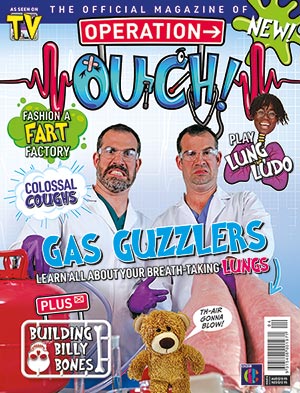 AS SEEN ON
TV
THE OFFICIAL MAGAZINE OF
OPERATION
OUCH!
NEW!
FASHION A
FART
FACTORY
PLAY
LUNG
LUDO
COLOSSAL
COUGHS
GAS GUZZLERS
LEARN ALL ABOUT YOUR BREATH-TAKING LUNGS
PLUS
BUILDING
BILLY
BONES
TH-AIR
GONNA
BLOW!